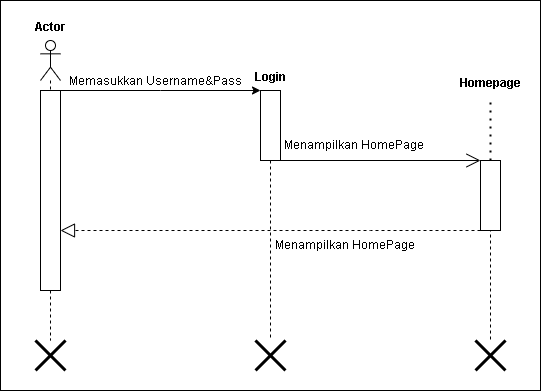 Actor
Memasukkan Username&Pass
Login
Homepage
Menampilkan HomePage
Menampilkan HomePage